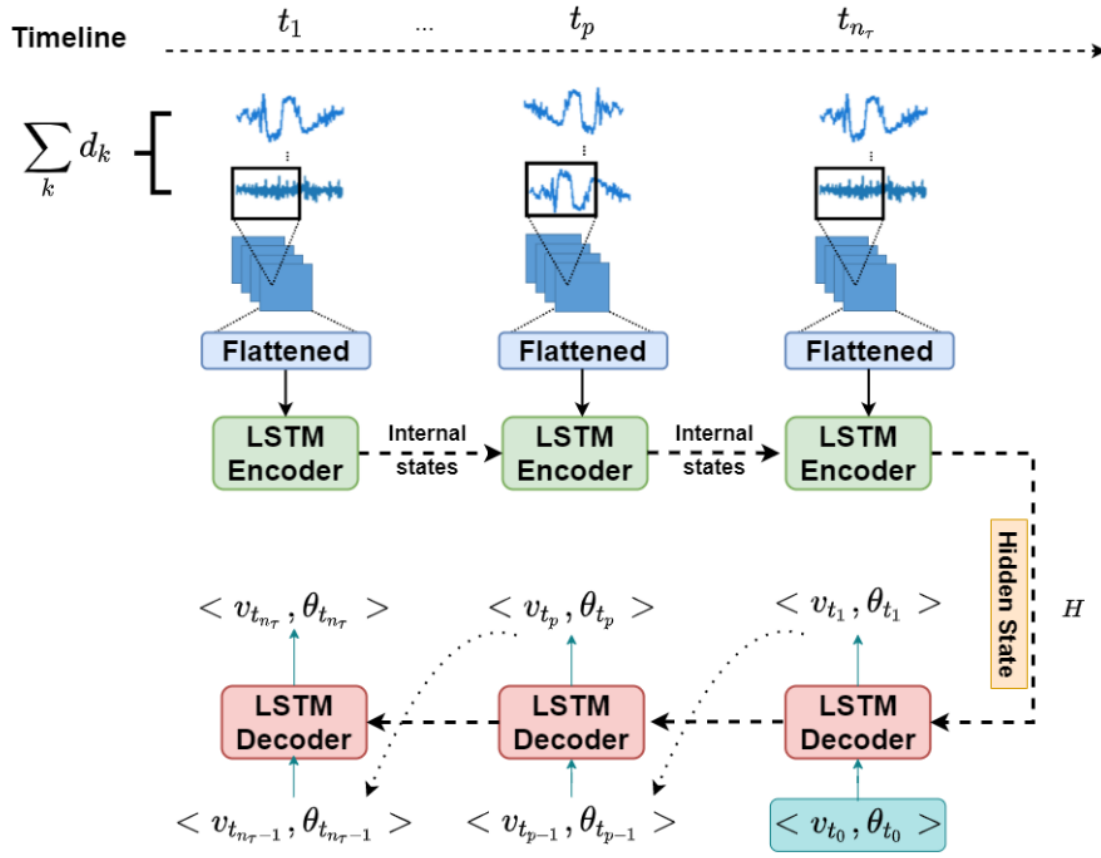 Timeline
t_1 ... t_p t_{n_τ}
∑_k d_k
⋮ ⋮ ⋮
Flattened Flattened Flattened
LSTM Encoder
Internal states
LSTM Encoder
Internal states
LSTM Encoder
Hidden State
H
< v_{t_{n_τ}}, θ_{t_{n_τ}} > < v_{t_p}, θ_{t_p} > < v_{t_1}, θ_{t_1} >
LSTM Decoder
LSTM Decoder
LSTM Decoder
< v_{t_{n_τ-1}}, θ_{t_{n_τ-1}} > < v_{t_{p-1}}, θ_{t_{p-1}} > < v_{t_0}, θ_{t_0} >